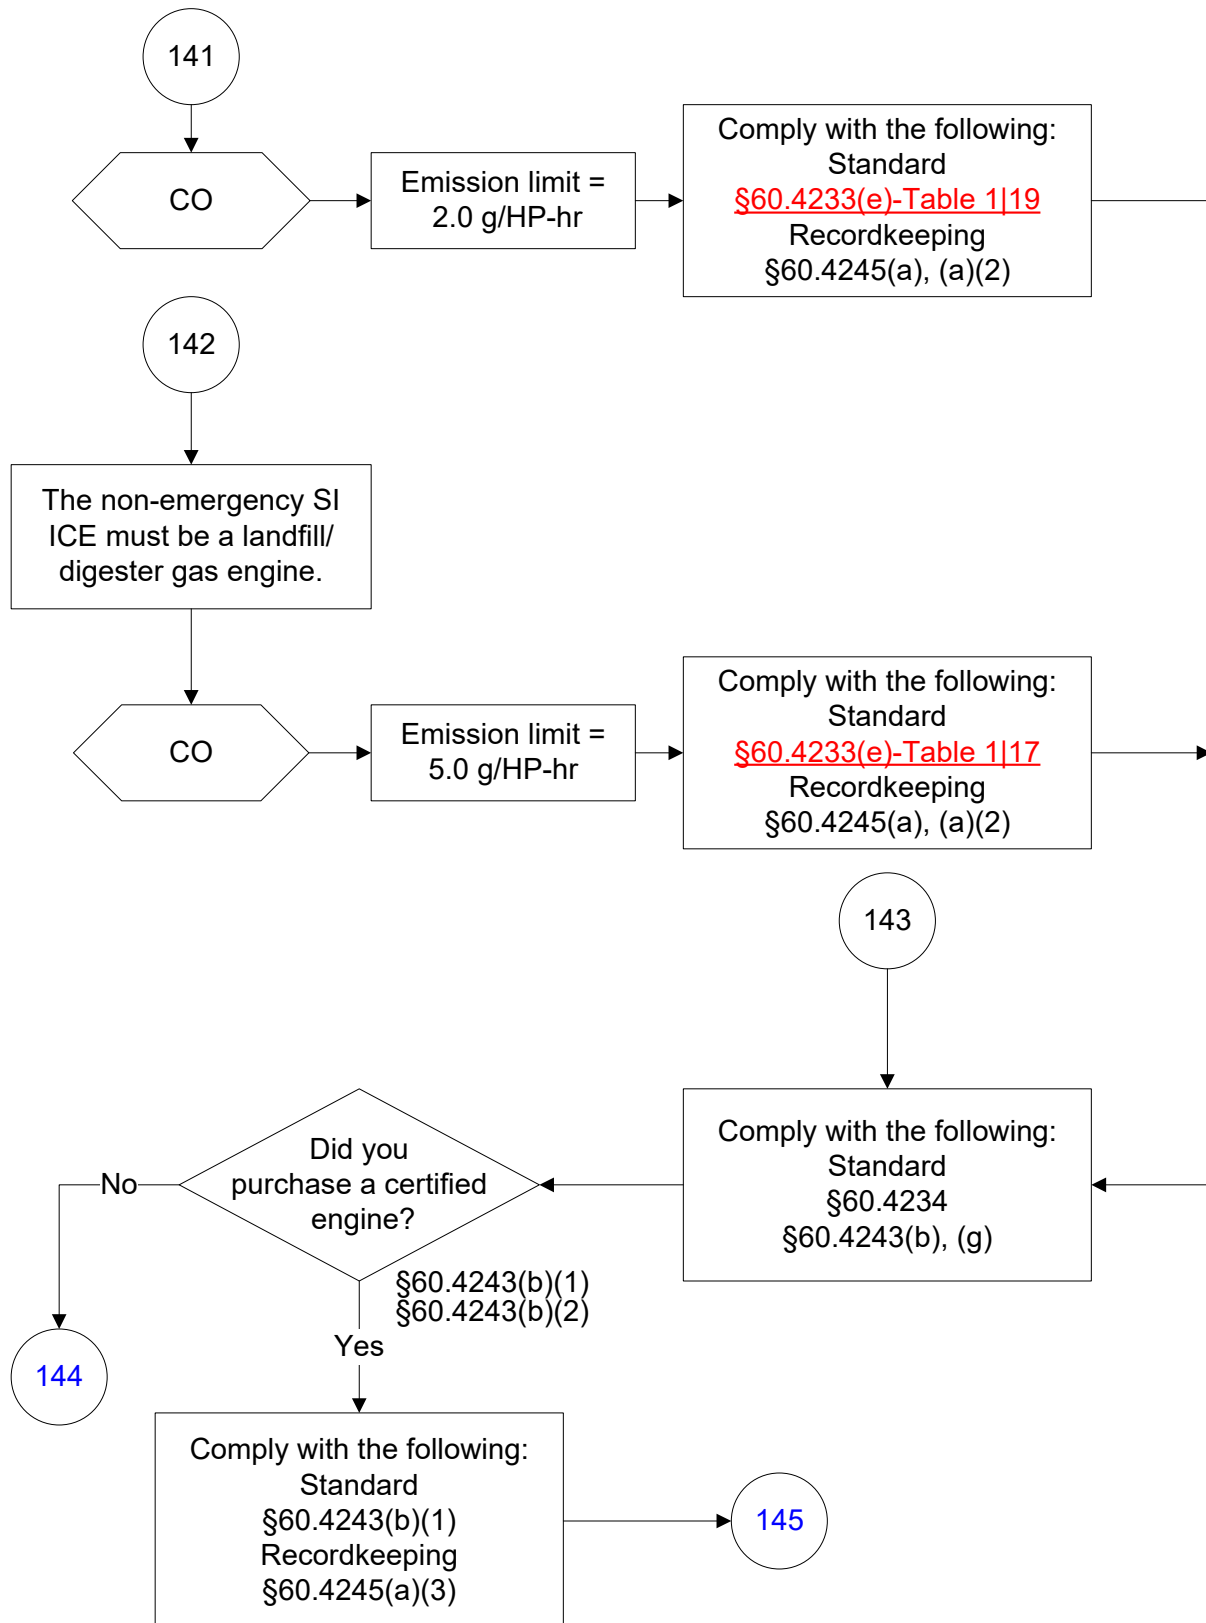 141
CO
Emission limit =
2.0 g/HP-hr
Comply with the following:
Standard
§60.4233(e)-Table 1|19
Recordkeeping
§60.4245(a), (a)(2)
142
The non-emergency SI
ICE must be a landfill/
digester gas engine.
CO
Emission limit =
5.0 g/HP-hr
Comply with the following:
Standard
§60.4233(e)-Table 1|17
Recordkeeping
§60.4245(a), (a)(2)
143
Comply with the following:
Standard
§60.4234
§60.4243(b), (g)
Did you
purchase a certified
engine?
No
§60.4243(b)(1)
§60.4243(b)(2)
Yes
144
Comply with the following:
Standard
§60.4243(b)(1)
Recordkeeping
§60.4245(a)(3)
145